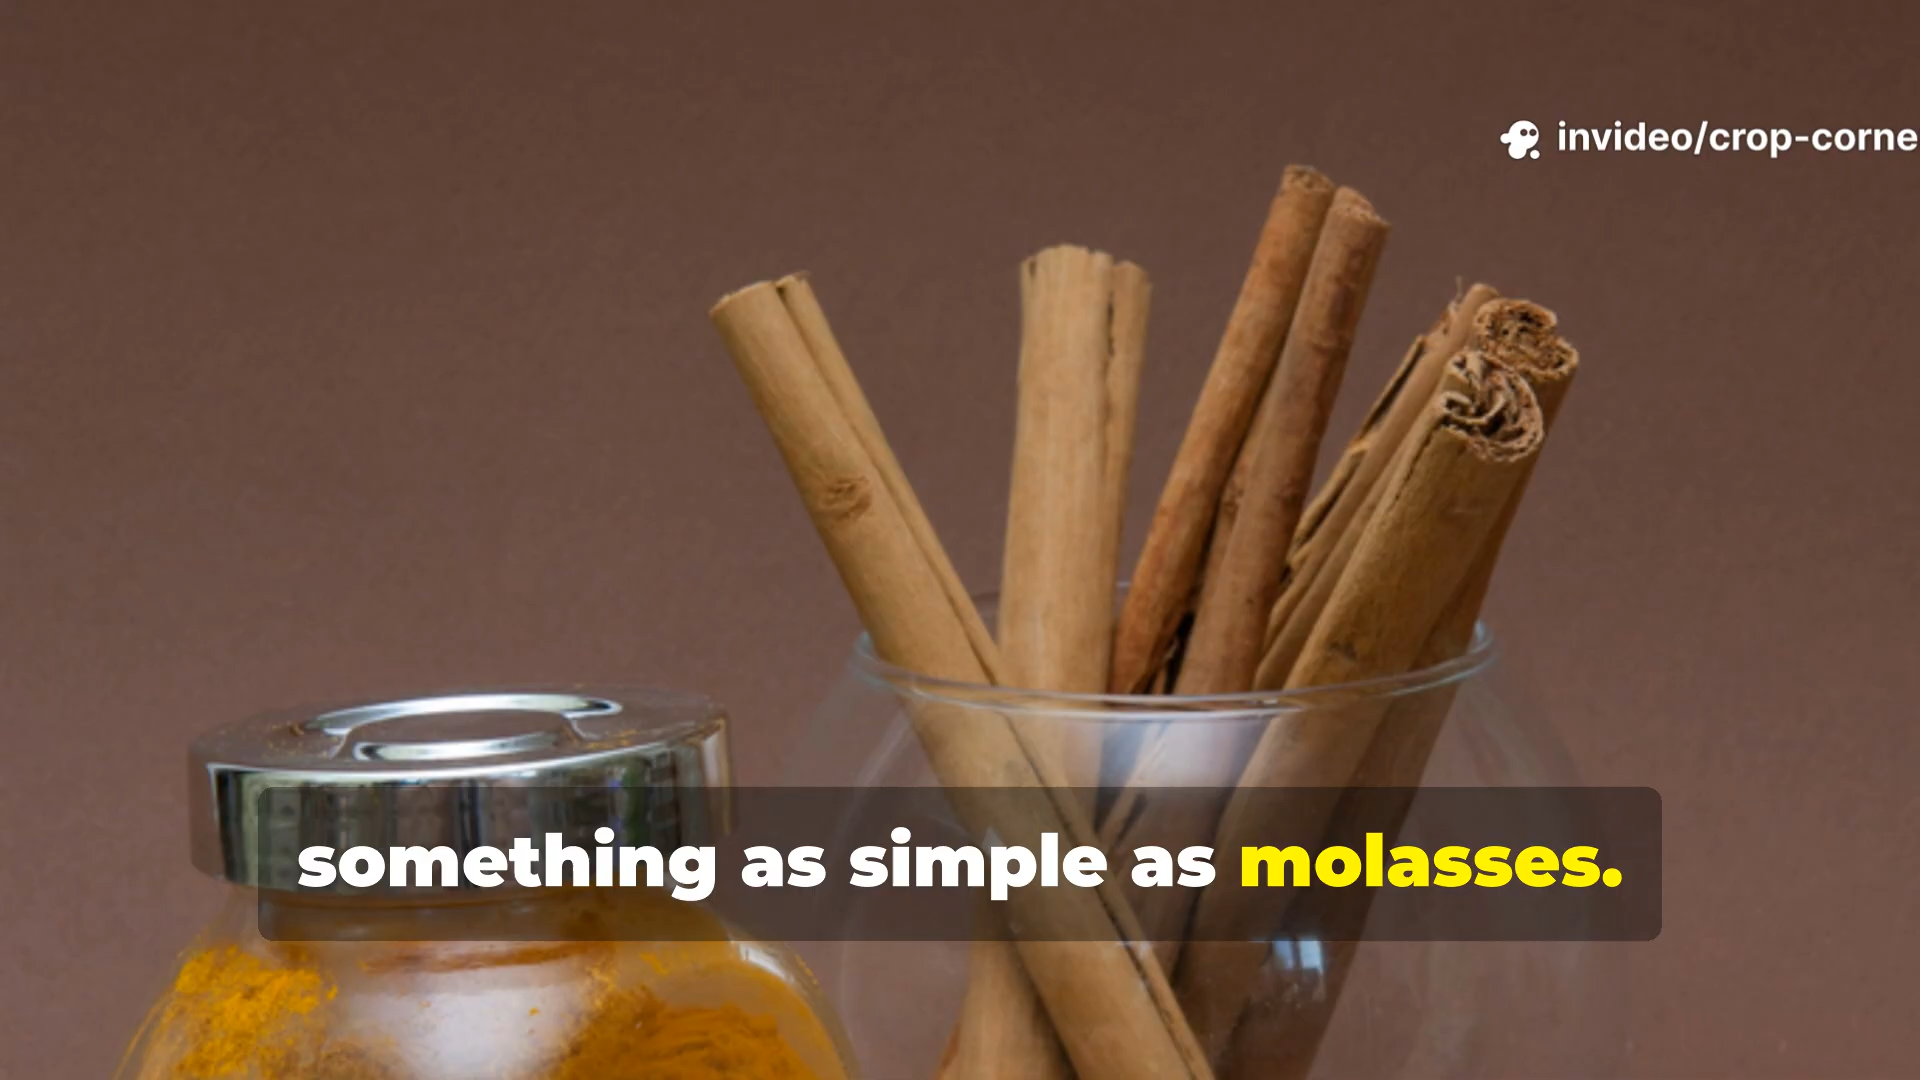 invideo/crop-corne
something as simple as molasses.